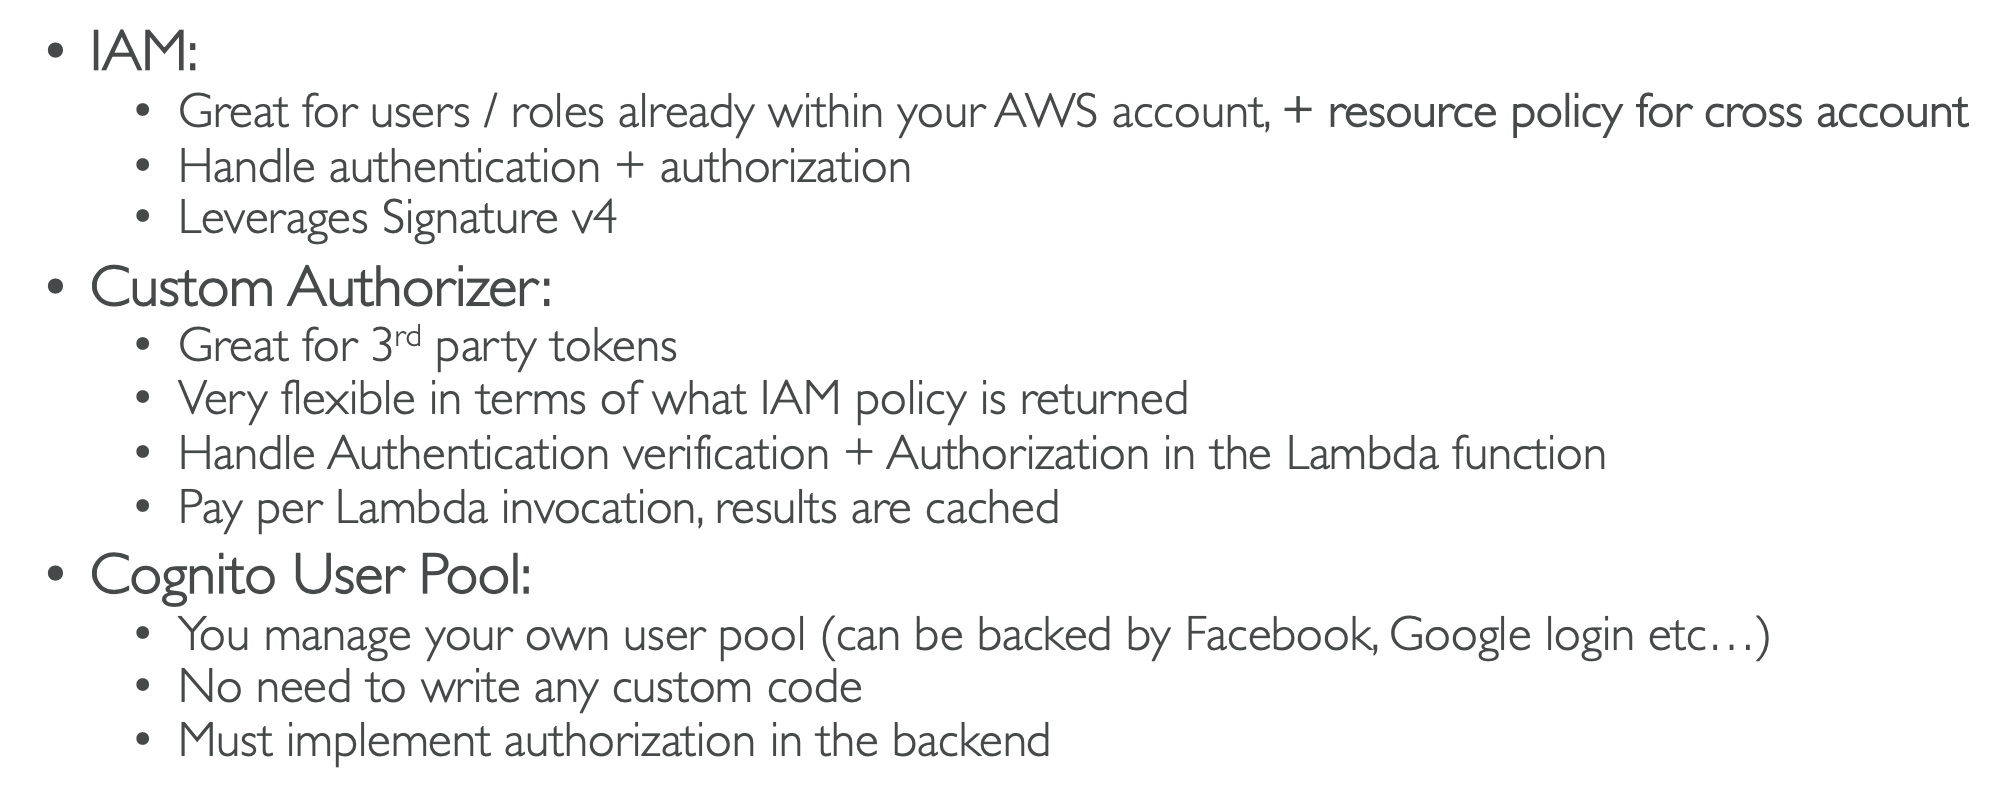 • IAM:
• Great for users / roles already within your AWS account, + resource policy for cross account
• Handle authentication + authorization
• Leverages Signature v4
• Custom Authorizer:
• Great for 3rd party tokens
• Very flexible in terms of what IAM policy is returned
• Handle Authentication verification + Authorization in the Lambda function
• Pay per Lambda invocation, results are cached
• Cognito User Pool:
• You manage your own user pool (can be backed by Facebook, Google login etc…)
• No need to write any custom code
• Must implement authorization in the backend